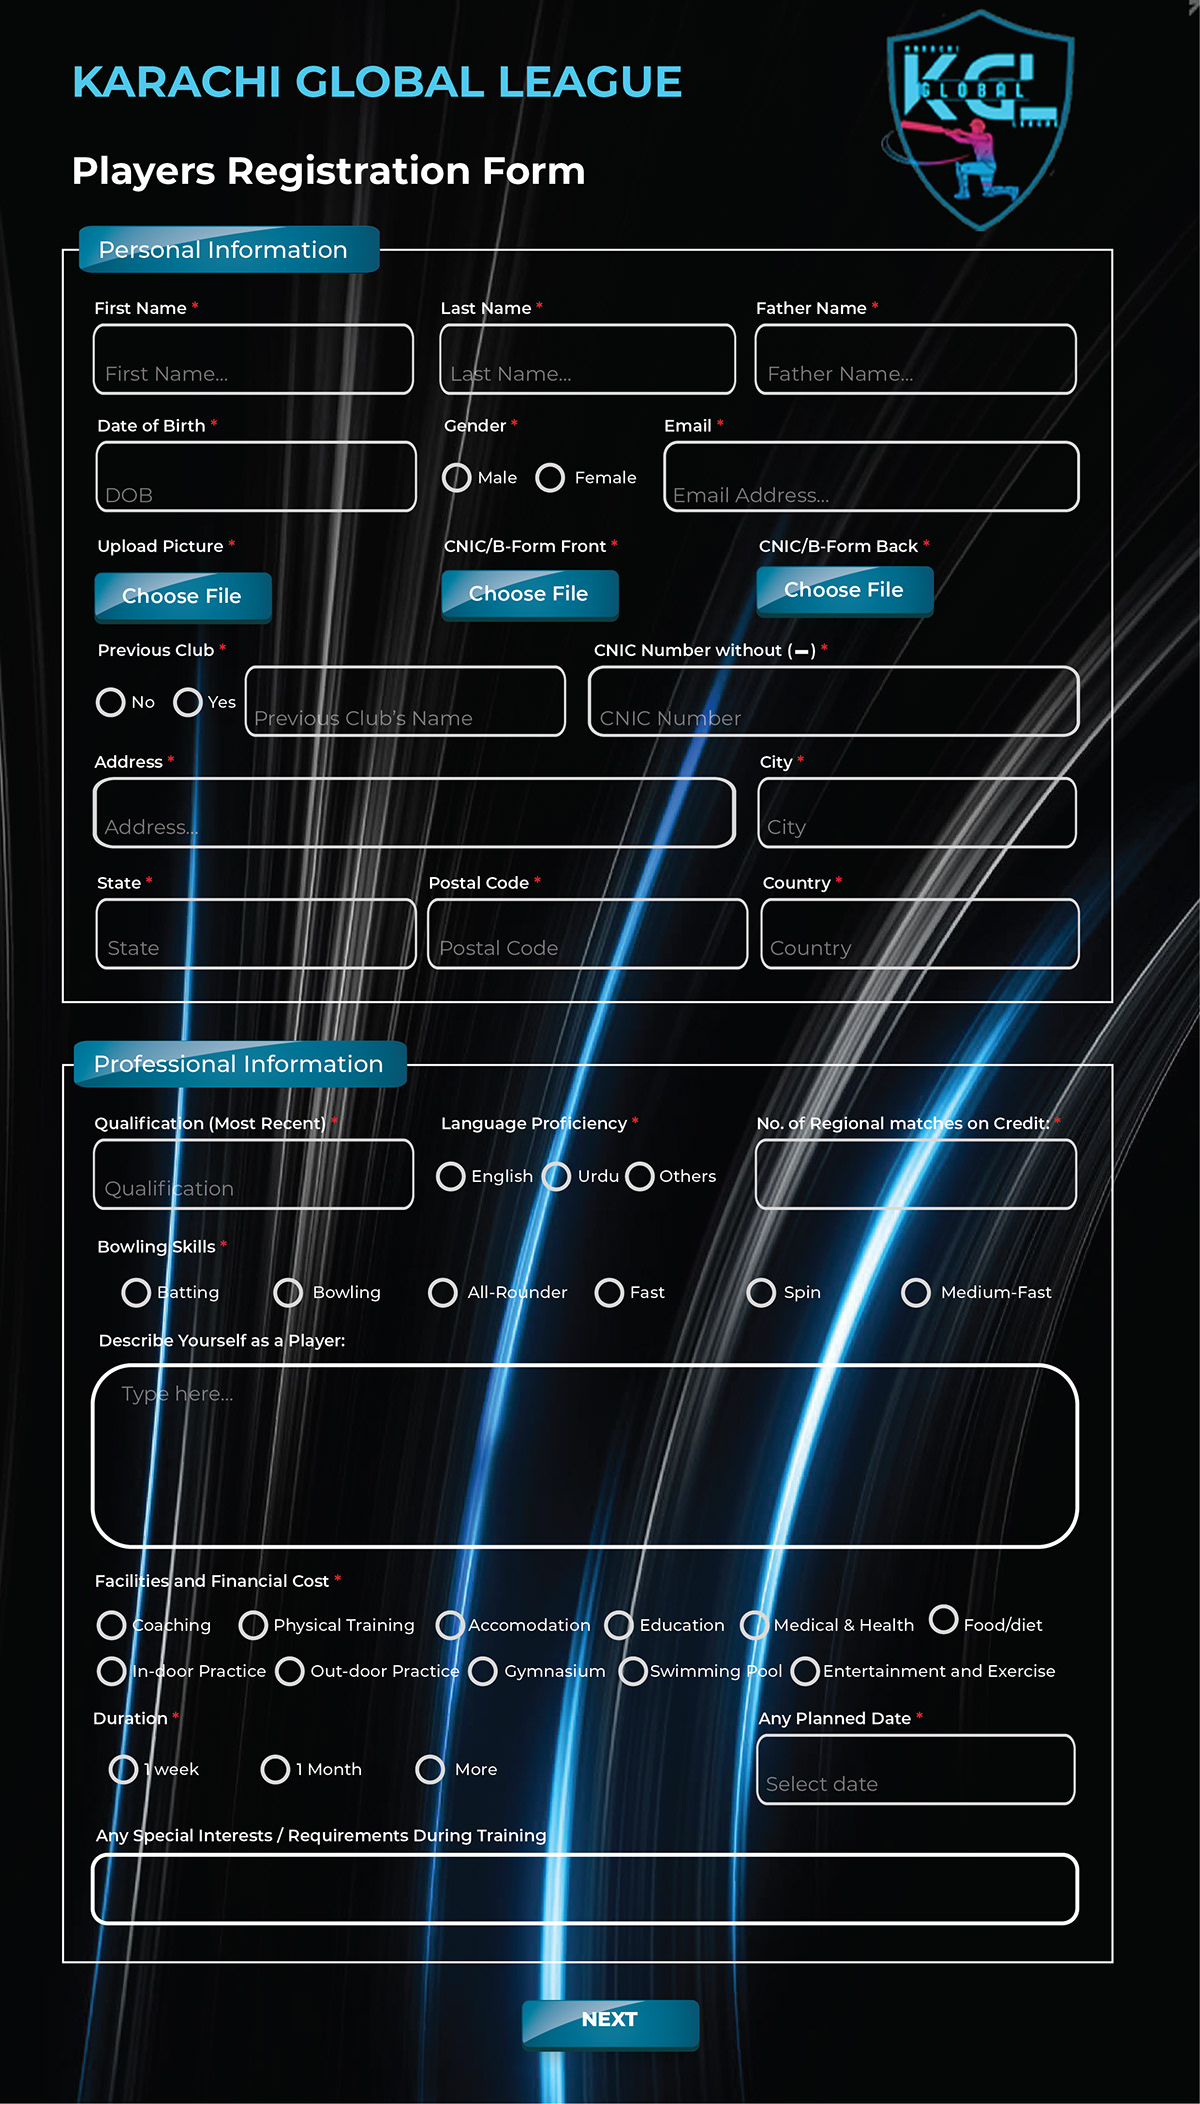 KARACHI
KGL
GLOBAL
LEAGUE
KARACHI GLOBAL LEAGUE
Players Registration Form
Personal Information
First Name * Last Name * Father Name *
First Name... Last Name... Father Name...
Date of Birth * Gender * Email *
DOB Male Female Email Address...
Upload Picture * CNIC/B-Form Front * CNIC/B-Form Back *
Choose File Choose File Choose File
Previous Club * CNIC Number without (-) *
No Yes Previous Club's Name CNIC Number
Address * City *
Address... City
State * Postal Code * Country *
State Postal Code Country
Professional Information
Qualification (Most Recent) * Language Proficiency * No. of Regional matches on Credit: *
Qualification English Urdu Others
Bowling Skills *
Batting Bowling All-Rounder Fast Spin Medium-Fast
Describe Yourself as a Player:
Type here...
Facilities and Financial Cost *
Coaching Physical Training Accomodation Education Medical & Health Food/diet
In-door Practice Out-door Practice Gymnasium Swimming Pool Entertainment and Exercise
Duration * Any Planned Date *
1 week 1 Month More Select date
Any Special Interests / Requirements During Training
NEXT